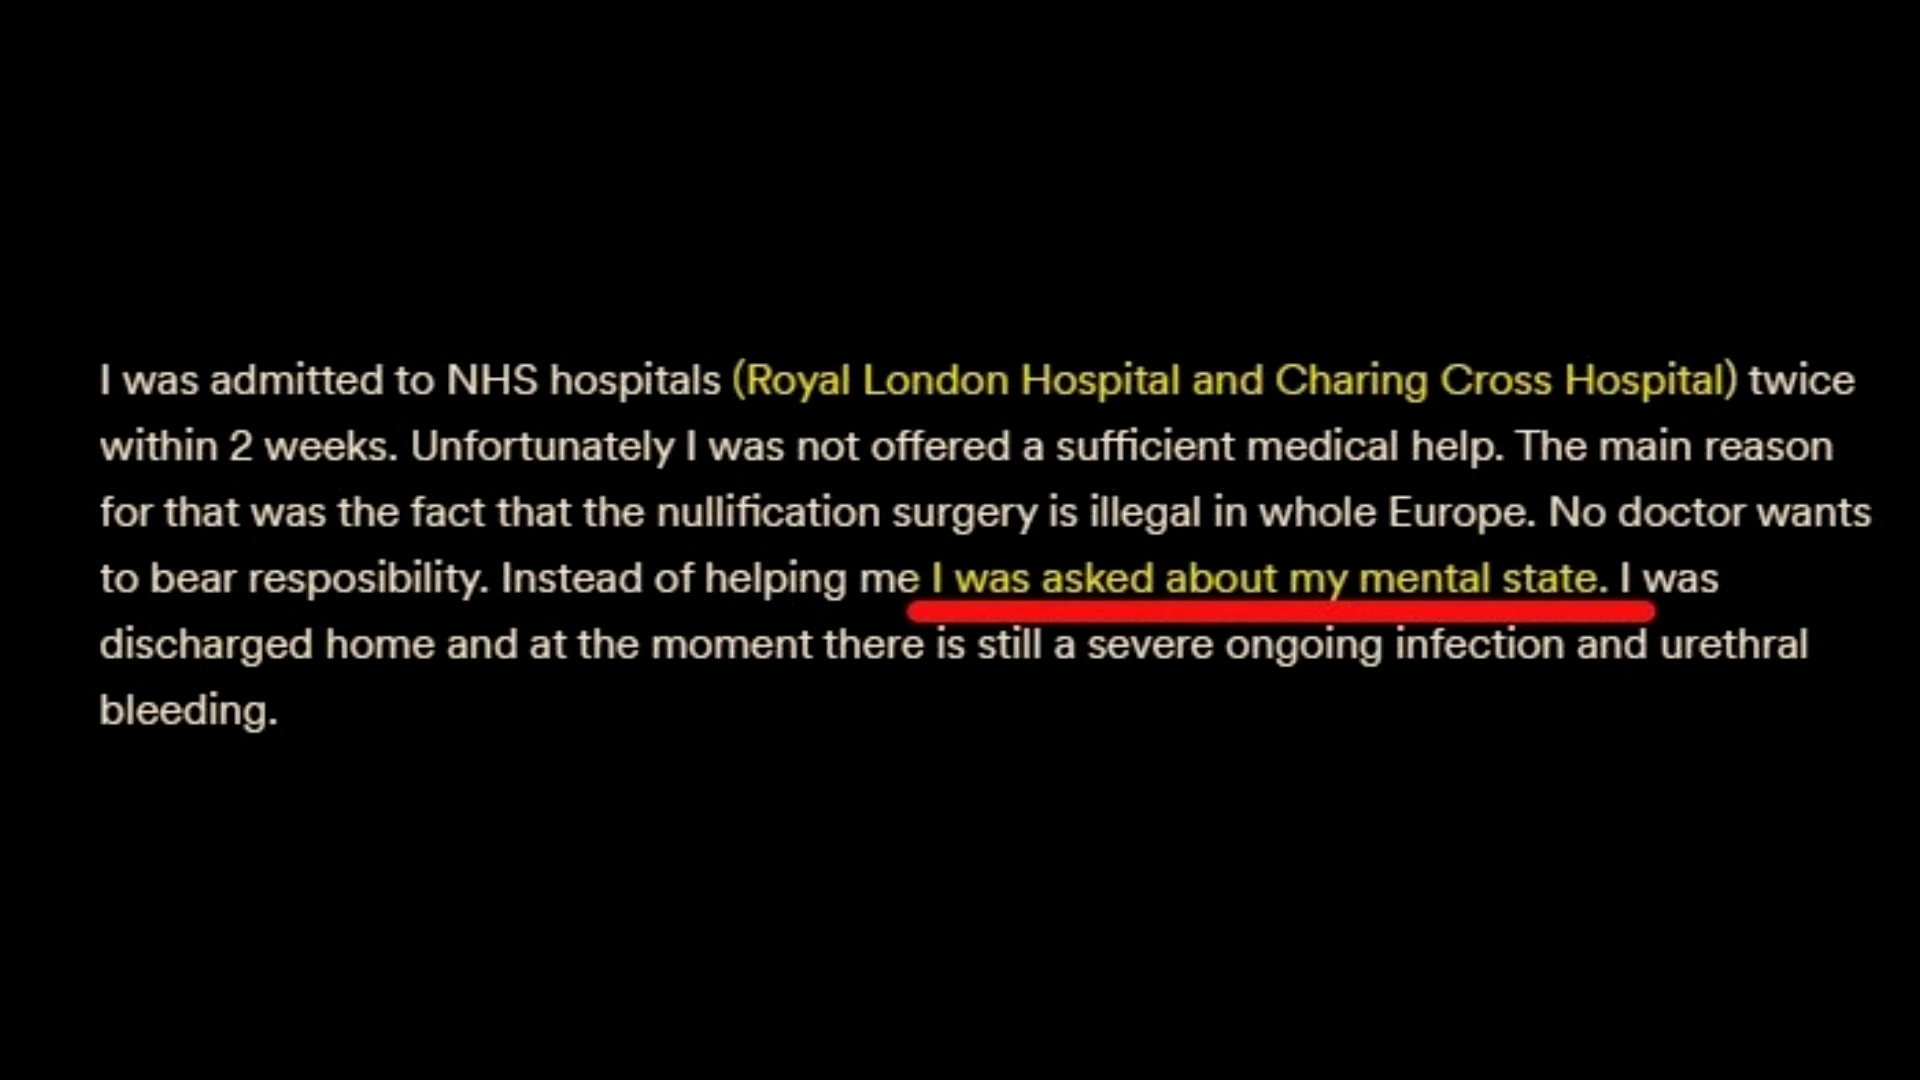 I was admitted to NHS hospitals (Royal London Hospital and Charing Cross Hospital) twice
within 2 weeks. Unfortunately I was not offered a sufficient medical help. The main reason
for that was the fact that the nullification surgery is illegal in whole Europe. No doctor wants
to bear resposibility. Instead of helping me I was asked about my mental state. I was
discharged home and at the moment there is still a severe ongoing infection and urethral
bleeding.